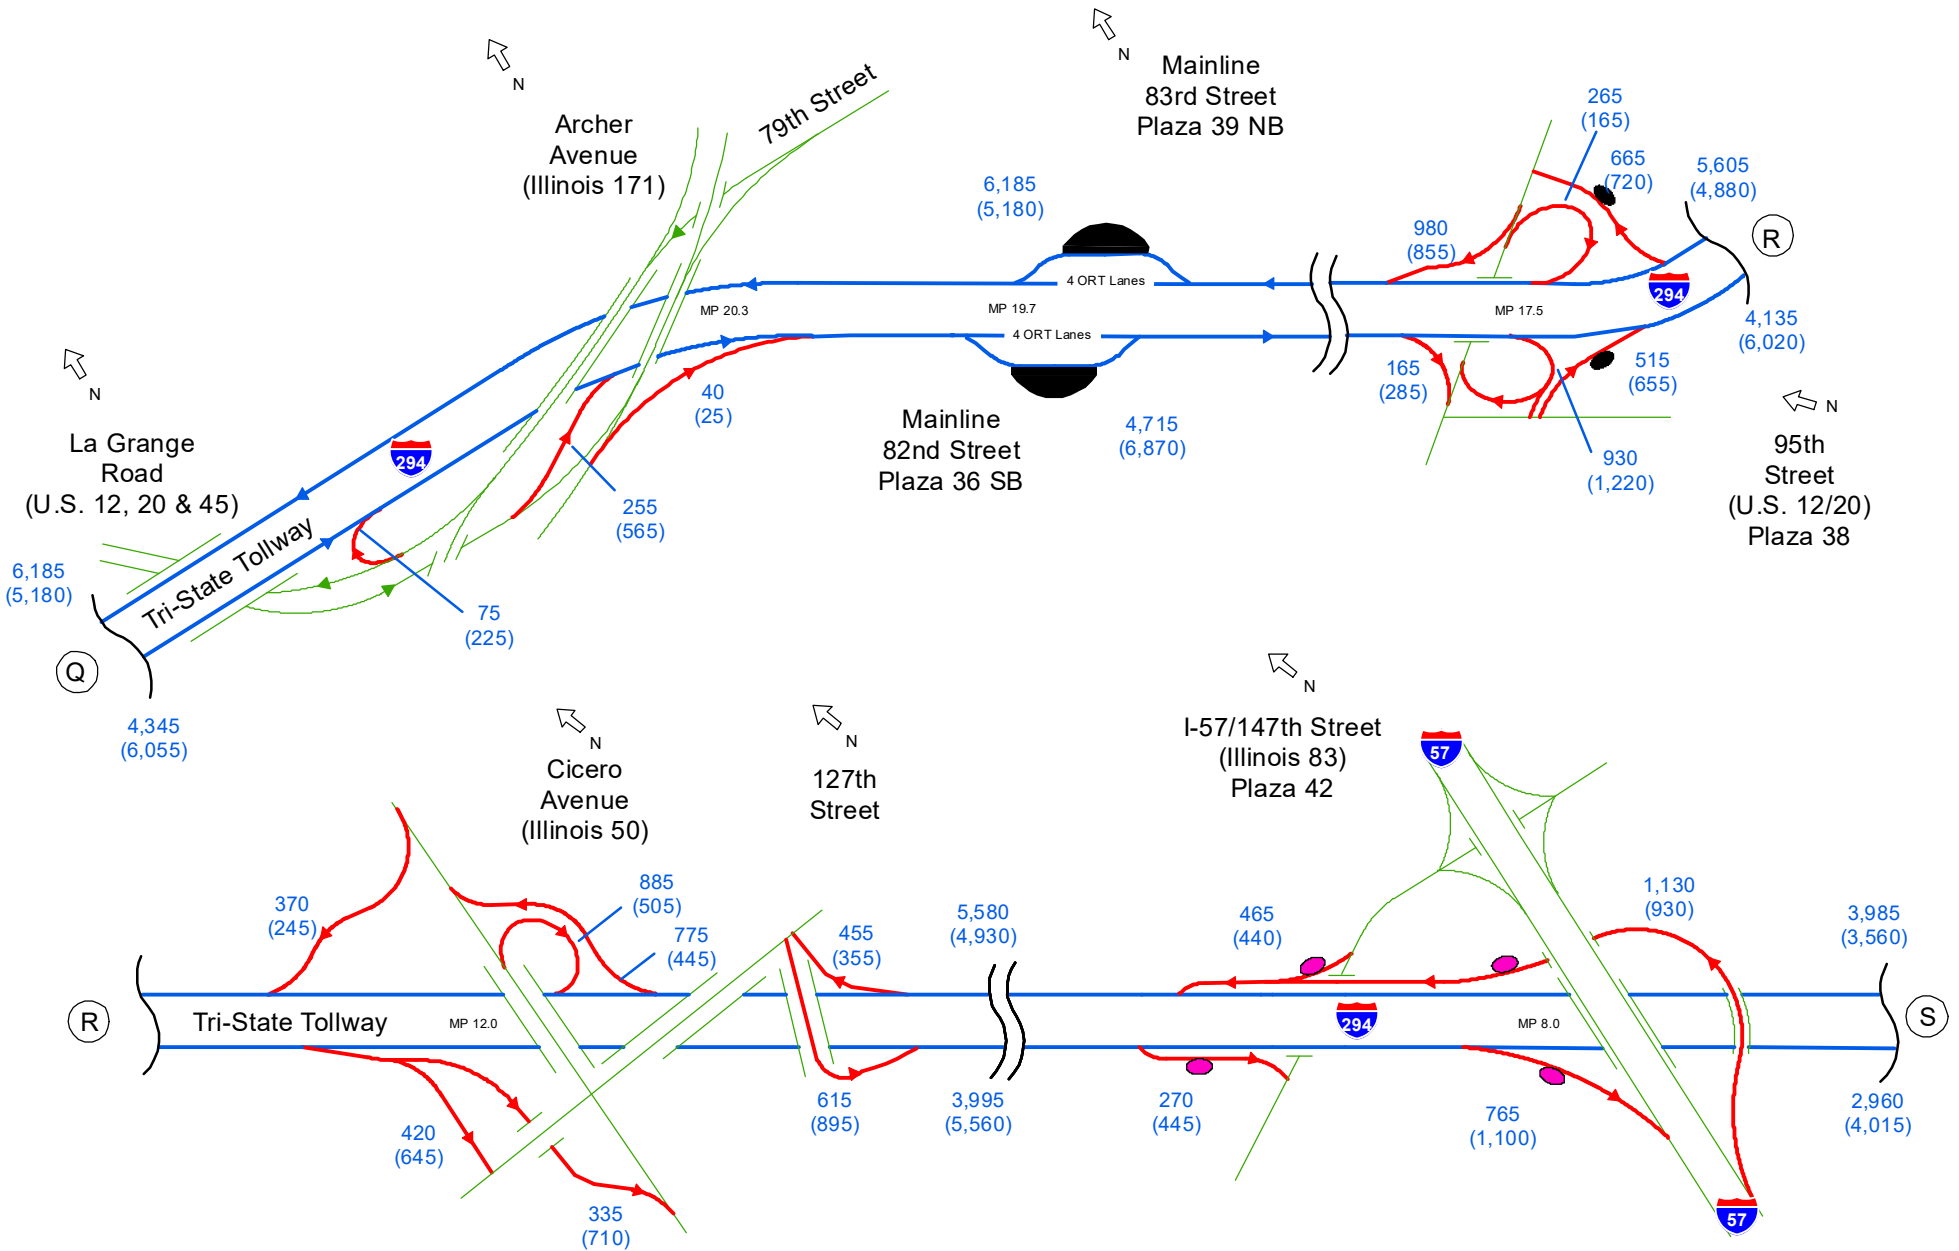 N
Archer
Avenue
(Illinois 171)
79th Street
N
Mainline
83rd Street
Plaza 39 NB
6,185
(5,180)
265
(165)
665
(720)
5,605
(4,880)
R
980
(855)
4 ORT Lanes
MP 20.3
MP 19.7
MP 17.5
294
4 ORT Lanes
4,135
(6,020)
165
(285)
515
(655)
40
(25)
N
La Grange
Road
(U.S. 12, 20 & 45)
294
Mainline
82nd Street
Plaza 36 SB
4,715
(6,870)
930
(1,220)
N
95th
Street
(U.S. 12/20)
Plaza 38
255
(565)
Tri-State Tollway
6,185
(5,180)
75
(225)
Q
4,345
(6,055)
N
Cicero
Avenue
(Illinois 50)
N
127th
Street
N
I-57/147th Street
(Illinois 83)
Plaza 42
57
370
(245)
885
(505)
775
(445)
455
(355)
5,580
(4,930)
465
(440)
1,130
(930)
3,985
(3,560)
R
Tri-State Tollway
MP 12.0
294
MP 8.0
S
420
(645)
615
(895)
3,995
(5,560)
270
(445)
765
(1,100)
2,960
(4,015)
335
(710)
57